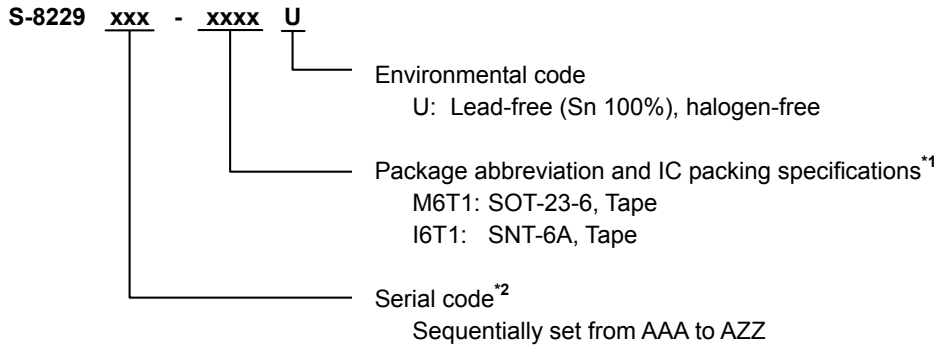 S-8229 xxx - xxxx U
Environmental code
U: Lead-free (Sn 100%), halogen-free
Package abbreviation and IC packing specifications*1
M6T1: SOT-23-6, Tape
I6T1: SNT-6A, Tape
Serial code*2
Sequentially set from AAA to AZZ